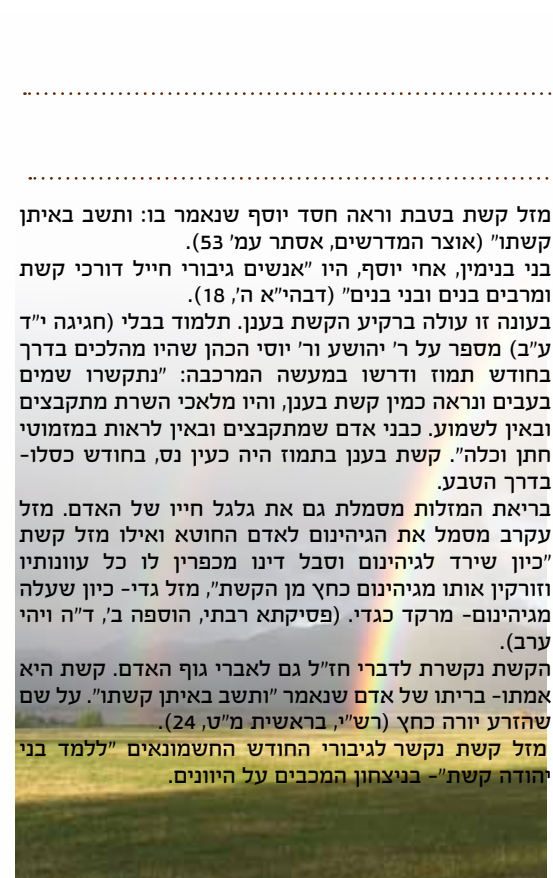 מזל קשת בטבת וראה חסד יוסף שנאמר בו: ותשב באיתן
קשתו" (אוצר המדרשים, אסתר עמ' 53).
בני בנימין, אחי יוסף, היו "אנשים גיבורי חייל דורכי קשת
ומרבים בנים ובני בנים" (דבהי"א ה', 18).
בעונה זו עולה ברקיע הקשת בענן. תלמוד בבלי (חגיגה י"ד
ע"ב) מספר על ר' יהושע ור' יוסי הכהן שהיו מהלכים בדרך
בחודש תמוז ודרשו במעשה המרכבה: "נתקשרו שמים
בעבים ונראה כמין קשת בענן, והיו מלאכי השרת מתקבצים
ובאין לשמוע. כבני אדם שמתקבצים ובאין לראות במזמוטי
חתן וכלה". קשת בענן בתמוז היה כעין נס, בחודש כסלו-
בדרך הטבע.
בריאת המזלות מסמלת גם את גלגל חייו של האדם. מזל
עקרב מסמל את הגיהינום לאדם החוטא ואילו מזל קשת
"כיון שירד לגיהינום וסבל דינו מכפרין לו כל עוונותיו
וזורקין אותו מגיהינום כחץ מן הקשת", מזל גדי- כיון שעלה
מגיהינום- מרקד כגדי. (פסיקתא רבתי, הוספה ב', ד"ה ויהי
ערב).
הקשת נקשרת לדברי חז"ל גם לאברי גוף האדם. קשת היא
אמתו- בריתו של אדם שנאמר "ותשב באיתן קשתו". על שם
שהזרע יורה כחץ (רש"י, בראשית מ"ט, 24).
מזל קשת נקשר לגיבורי החודש החשמונאים "ללמד בני
יהודה קשת"- בניצחון המכבים על היוונים.